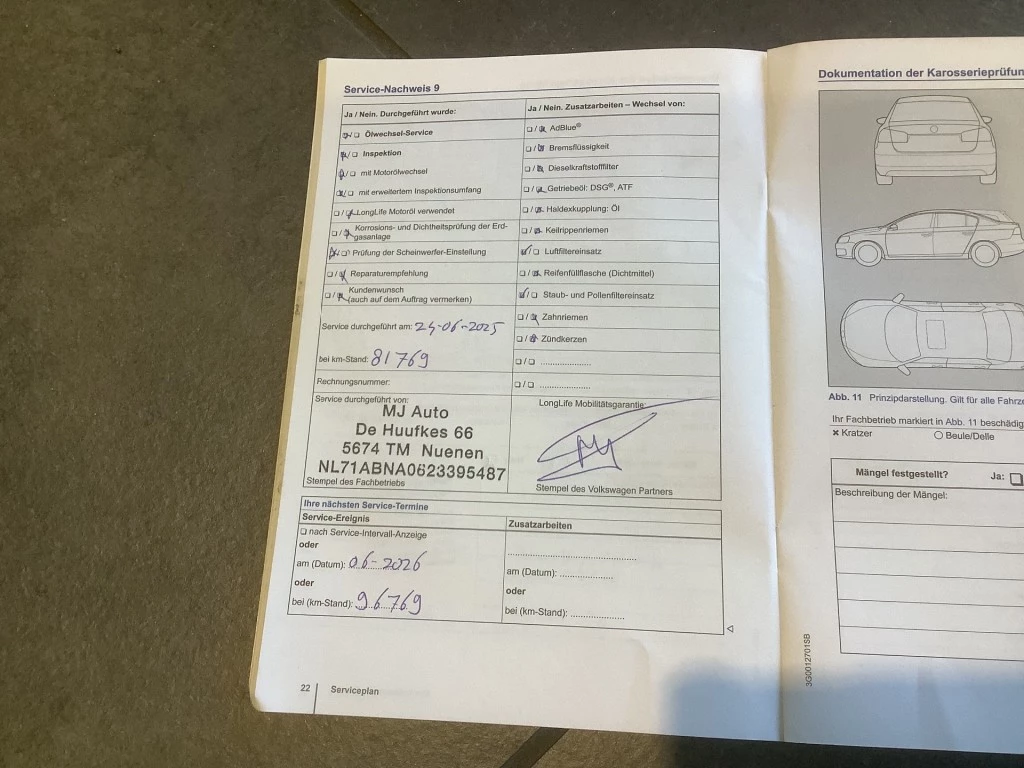 Service-Nachweis 9
Ja / Nein. Durchgeführt wurde:
❏/❏ Ölwechsel-Service
❏/❏ Inspektion
❏/❏ mit Motorölwechsel
❏/❏ mit erweitertem Inspektionsumfang
❏/❏ LongLife Motoröl verwendet
❏/❏ Korrosions- und Dichtheitsprüfung der Erd-
gasanlage
❏/❏ Prüfung der Scheinwerfer-Einstellung
❏/❏ Reparaturempfehlung
❏/❏ Kundenwunsch
(auch auf dem Auftrag vermerken)
Service durchgeführt am: 24-06-2025
bei km-Stand: 81769
Rechnungsnummer:
Service durchgeführt von:
MJ Auto
De Huufkes 66
5674 TM Nuenen
NL71ABNA0623395487
Stempel des Fachbetriebs
Ja / Nein. Zusatzarbeiten – Wechsel von:
❏/❏ AdBlue®
❏/❏ Bremsflüssigkeit
❏/❏ Dieselkraftstofffilter
❏/❏ Getriebeöl: DSG®, ATF
❏/❏ Haldexkupplung: Öl
❏/❏ Keilrippenriemen
❏/❏ Luftfiltereinsatz
❏/❏ Reifenfüllflasche (Dichtmittel)
❏/❏ Staub- und Pollenfiltereinsatz
❏/❏ Zahnriemen
❏/❏ Zündkerzen
❏/❏ ......................
❏/❏ ......................
LongLife Mobilitätsgarantie:
Stempel des Volkswagen Partners
Ihre nächsten Service-Termine
Service-Ereignis
❏ nach Service-Intervall-Anzeige
oder
am (Datum): 06-2026
oder
bei (km-Stand): 96769
Zusatzarbeiten
am (Datum): ......................
oder
bei (km-Stand): ......................
22 Serviceplan
Dokumentation der Karosserieprüfun
Abb. 11 Prinzipdarstellung. Gilt für alle Fahrze
Ihr Fachbetrieb markiert in Abb. 11 beschädig
× Kratzer ○ Beule/Delle
Mängel festgestellt? Ja: ❏
Beschreibung der Mängel:
3G0012701SB